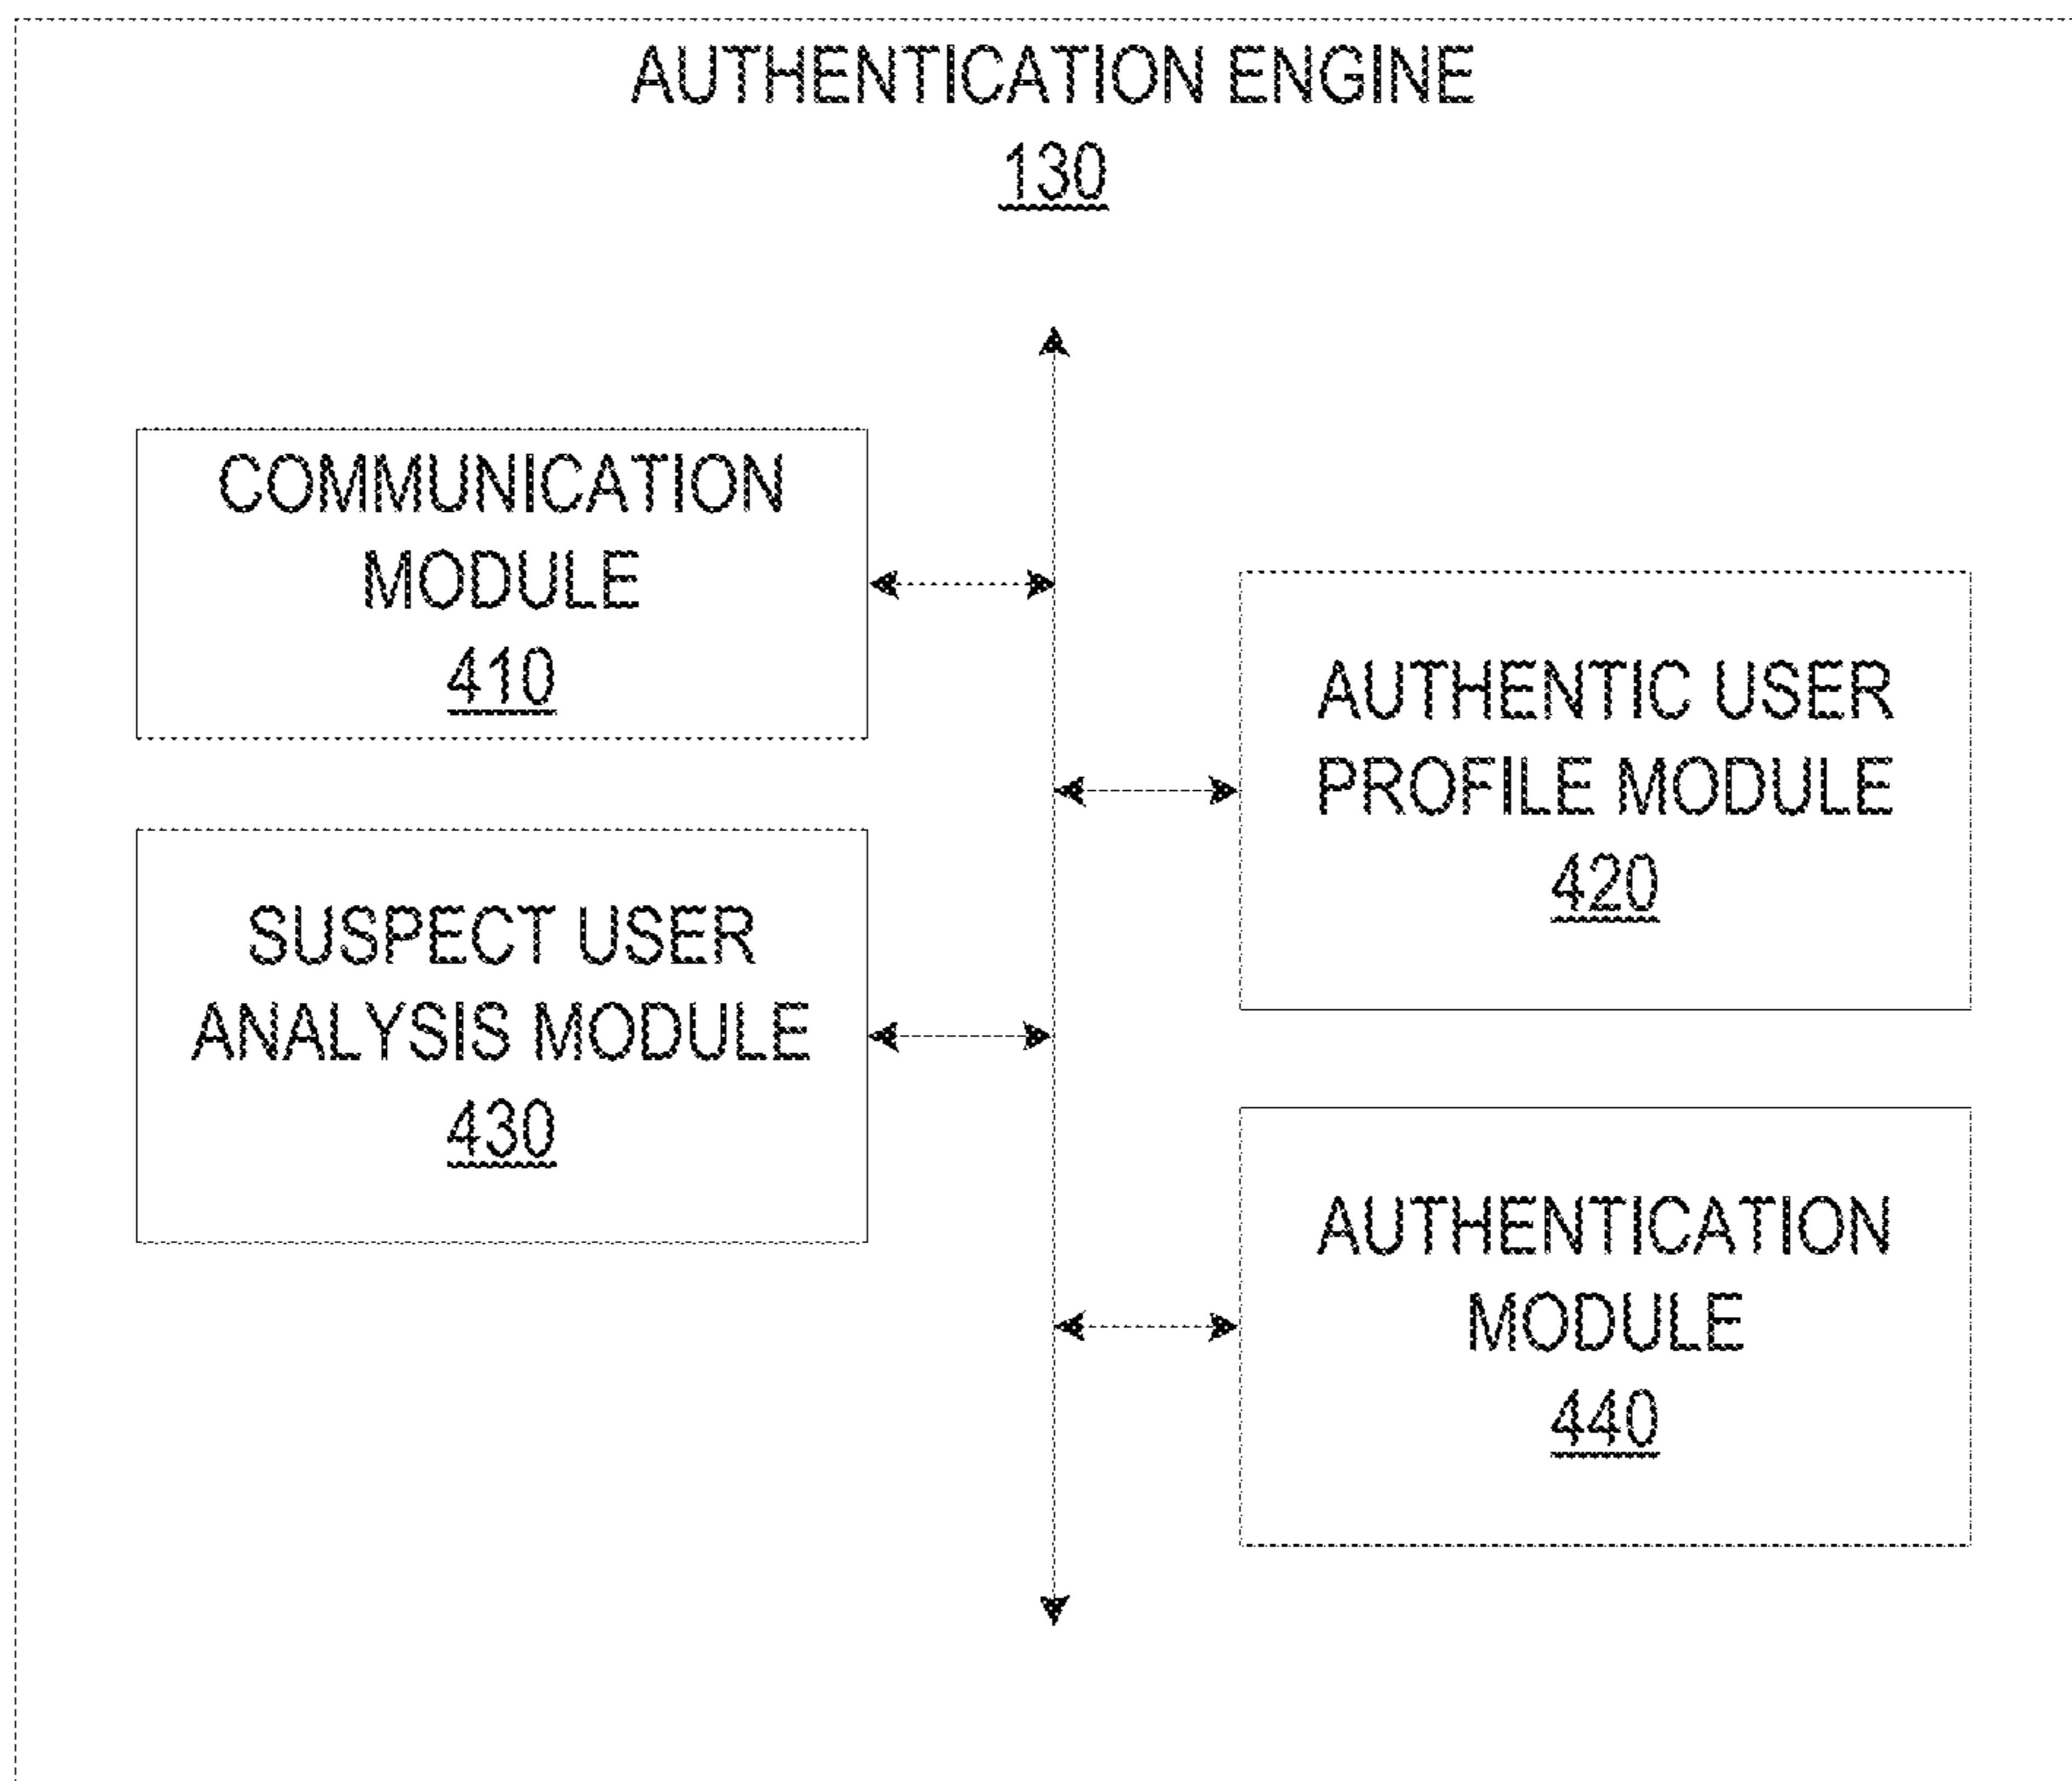 AUTHENTICATION ENGINE
130
COMMUNICATION
MODULE
410
AUTHENTIC USER
PROFILE MODULE
420
SUSPECT USER
ANALYSIS MODULE
430
AUTHENTICATION
MODULE
440